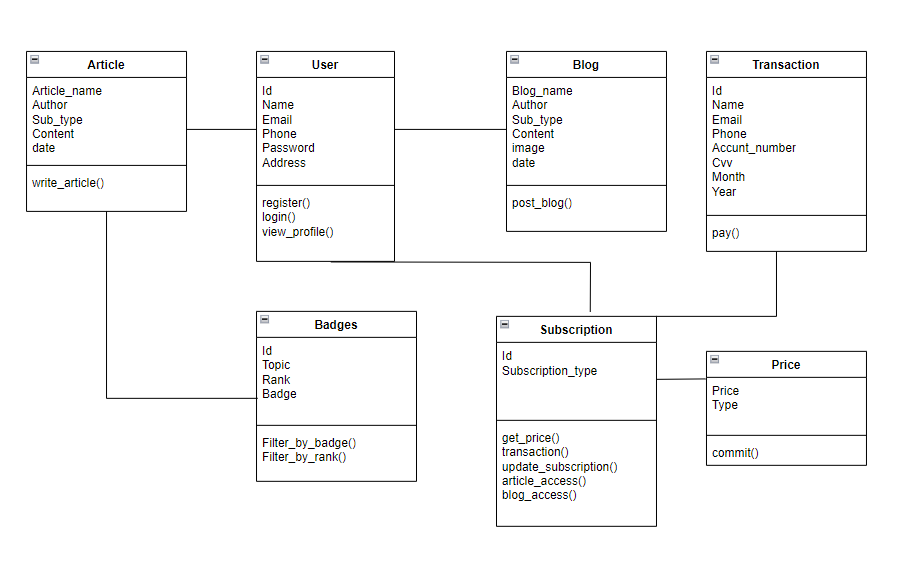 Article
Article_name
Author
Sub_type
Content
date
write_article()
User
Id
Name
Email
Phone
Password
Address
register()
login()
view_profile()
Blog
Blog_name
Author
Sub_type
Content
image
date
post_blog()
Transaction
Id
Name
Email
Phone
Accunt_number
Cvv
Month
Year
pay()
Badges
Id
Topic
Rank
Badge
Filter_by_badge()
Filter_by_rank()
Subscription
Id
Subscription_type
get_price()
transaction()
update_subscription()
article_access()
blog_access()
Price
Price
Type
commit()